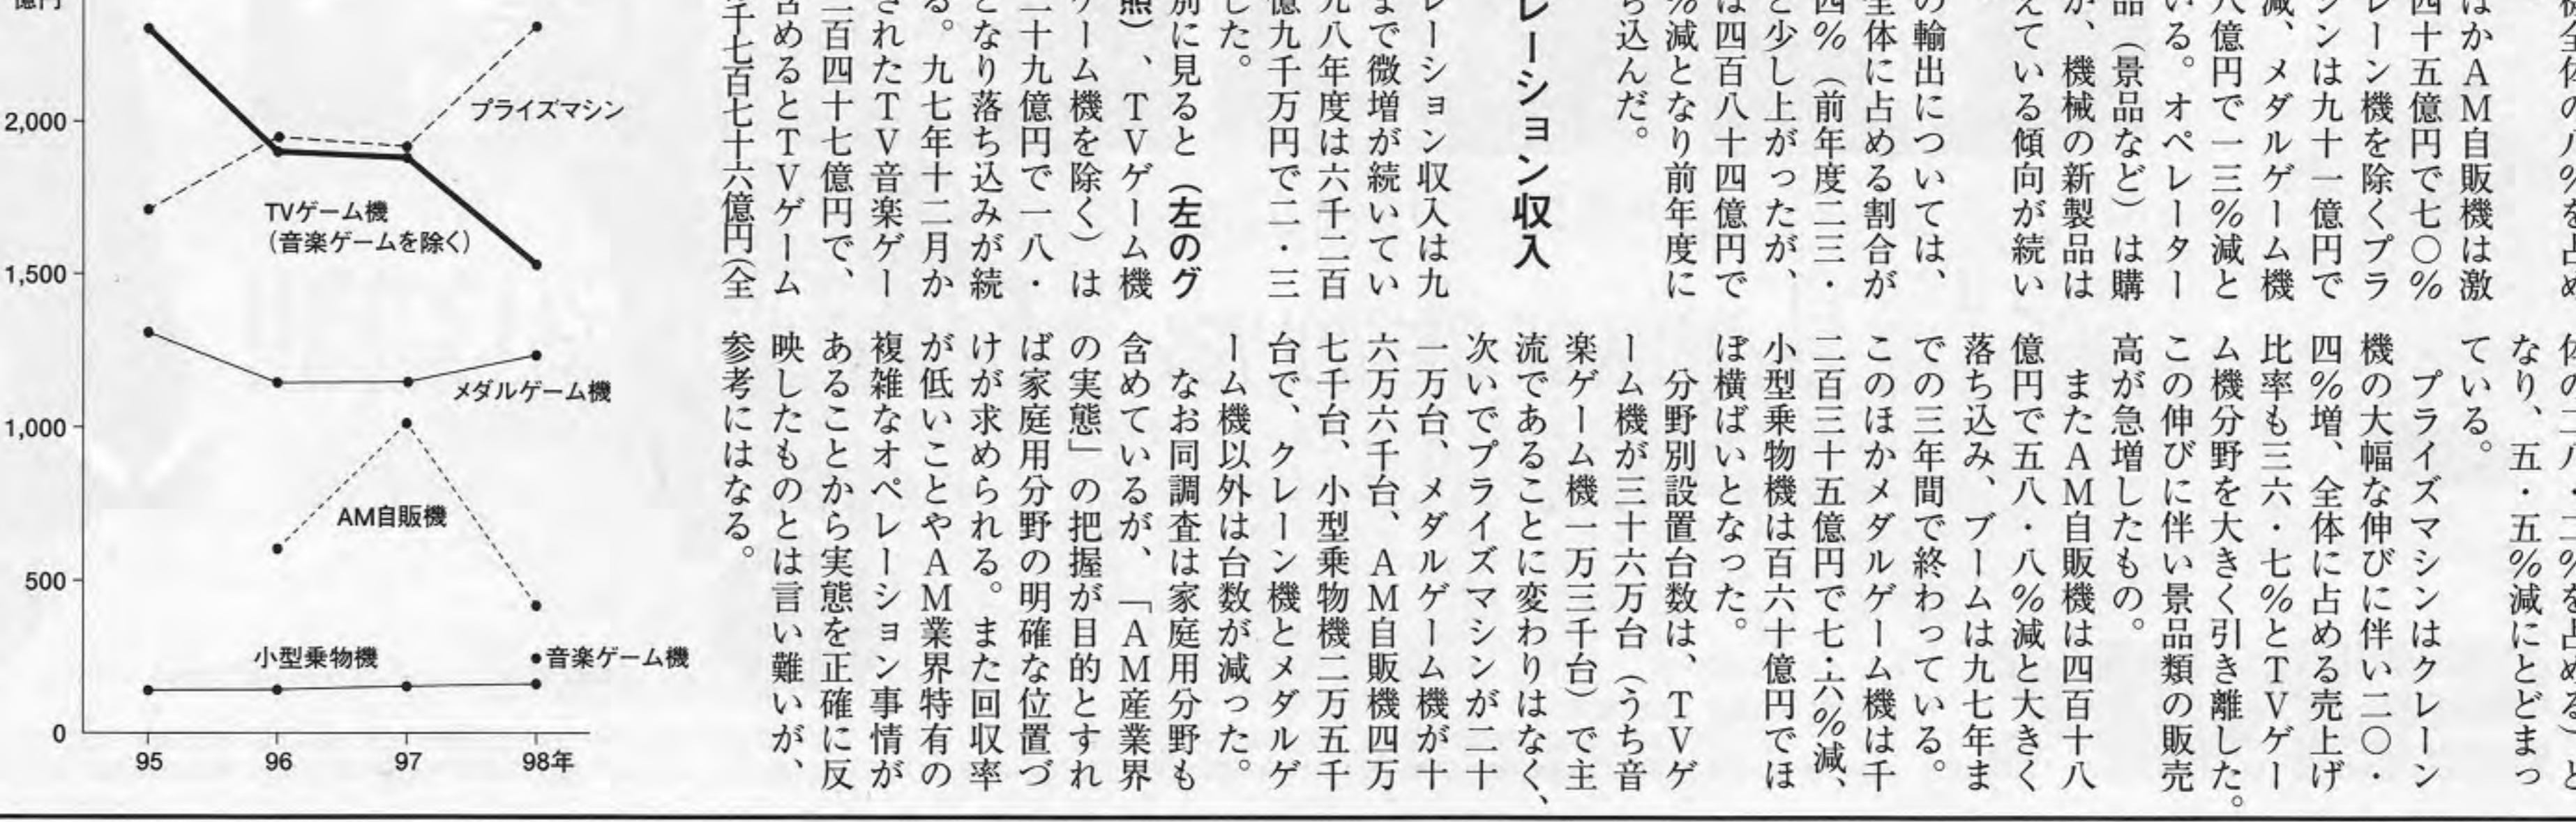 機全体の八％を占め
ほかAM自販機は激
四十五億円で七〇％
レーン機を除くプラ
シンは九十一億円で
減、メダルゲーム機
八億円で一三％減と
いる。オペレーター
品（景品など）は購
が、機械の新製品は
えている傾向が続い
の輸出については、
全体に占める割合が
四％（前年度二三・
と少し上がったが、
は四百八十四億円で
％減となり前年度に
ち込んだ。
レーション収入
レーション収入は九
まで微増が続いてい
九八年度は六千二百
億九千万円で二・三
した。
別に見ると（左のグ
照）、TVゲーム機
ゲーム機を除く）は
二十九億円で一八・
となり落ち込みが続
る。九七年十二月か
されたTV音楽ゲー
二百四十七億円で、
含めるとTVゲーム
千七百七十六億円（全
体の二八・二％を占める）と
なり、五・五％減にとどまっ
ている。
プライズマシンはクレーン
機の大幅な伸びに伴い二〇・
四％増、全体に占める売上げ
比率も三六・七％とTVゲー
ム機分野を大きく引き離した。
この伸びに伴い景品類の販売
高が急増したもの。
またAM自販機は四百十八
億円で五八・八％減と大きく
落ち込み、ブームは九七年ま
での三年間で終わっている。
このほかメダルゲーム機は千
二百三十五億円で七・六％減、
小型乗物機は百六十億円でほ
ぼ横ばいとなった。
分野別設置台数は、TVゲ
ーム機が三十六万台（うち音
楽ゲーム機一万三千台）で主
流であることに変わりはなく、
次いでプライズマシンが二十
一万台、メダルゲーム機が十
六万六千台、AM自販機四万
七千台、小型乗物機二万五千
台で、クレーン機とメダルゲ
ーム機以外は台数が減った。
なお同調査は家庭用分野も
含めているが、「AM産業界
の実態」の把握が目的とすれ
ば家庭用分野の明確な位置づ
けが求められる。また回収率
が低いことやAM業界特有の
複雑なオペレーション事情が
あることから実態を正確に反
映したものとは言い難いが、
参考にはなる。
億円
2,000
1,500
1,000
500
0
95
96
97
98年
プライズマシン
TVゲーム機
（音楽ゲームを除く）
メダルゲーム機
AM自販機
小型乗物機
音楽ゲーム機